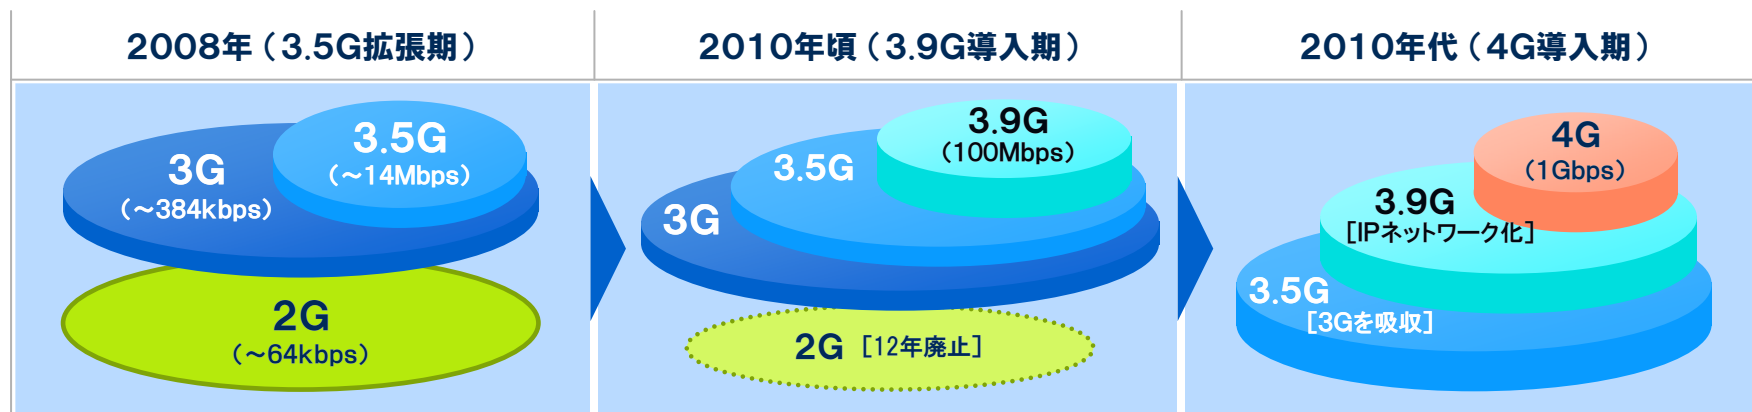 2008年（3.5G拡張期）
3.5G
（～14Mbps）
3G
（～384kbps）
2G
（～64kbps）
2010年頃（3.9G導入期）
3.9G
（100Mbps）
3.5G
3G
2G［12年廃止］
2010年代（4G導入期）
4G
（1Gbps）
3.9G
［IPネットワーク化］
3.5G
［3Gを吸収］